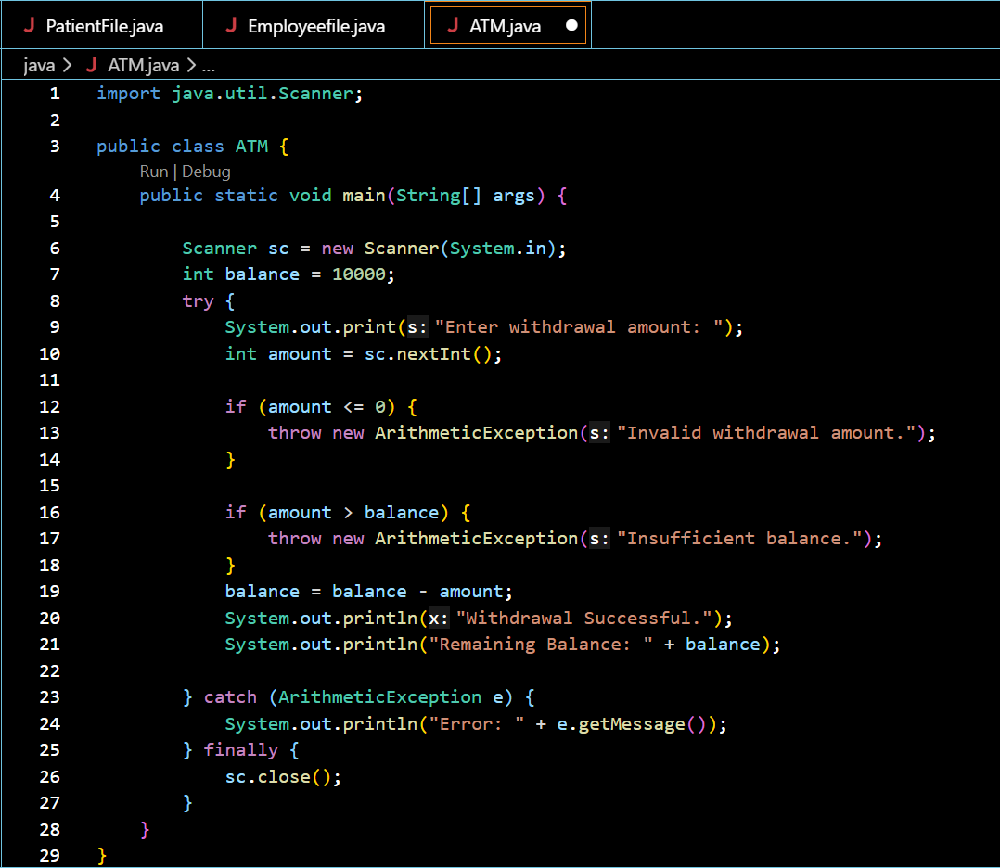 J PatientFile.java J Employeefile.java J ATM.java ●
java > J ATM.java > ...
1 import java.util.Scanner;
2
3 public class ATM {
Run | Debug
4 public static void main(String[] args) {
5
6 Scanner sc = new Scanner(System.in);
7 int balance = 10000;
8 try {
9 System.out.print(s: "Enter withdrawal amount: ");
10 int amount = sc.nextInt();
11
12 if (amount <= 0) {
13 throw new ArithmeticException(s: "Invalid withdrawal amount.");
14 }
15
16 if (amount > balance) {
17 throw new ArithmeticException(s: "Insufficient balance.");
18 }
19 balance = balance - amount;
20 System.out.println(x: "Withdrawal Successful.");
21 System.out.println("Remaining Balance: " + balance);
22
23 } catch (ArithmeticException e) {
24 System.out.println("Error: " + e.getMessage());
25 } finally {
26 sc.close();
27 }
28 }
29 }